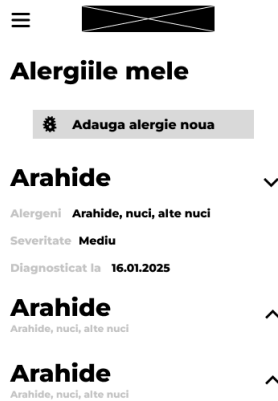 Alergiile mele
Adauga alergie noua
Arahide
Alergeni Arahide, nuci, alte nuci
Severitate Mediu
Diagnosticat la 16.01.2025
Arahide
Arahide, nuci, alte nuci
Arahide
Arahide, nuci, alte nuci